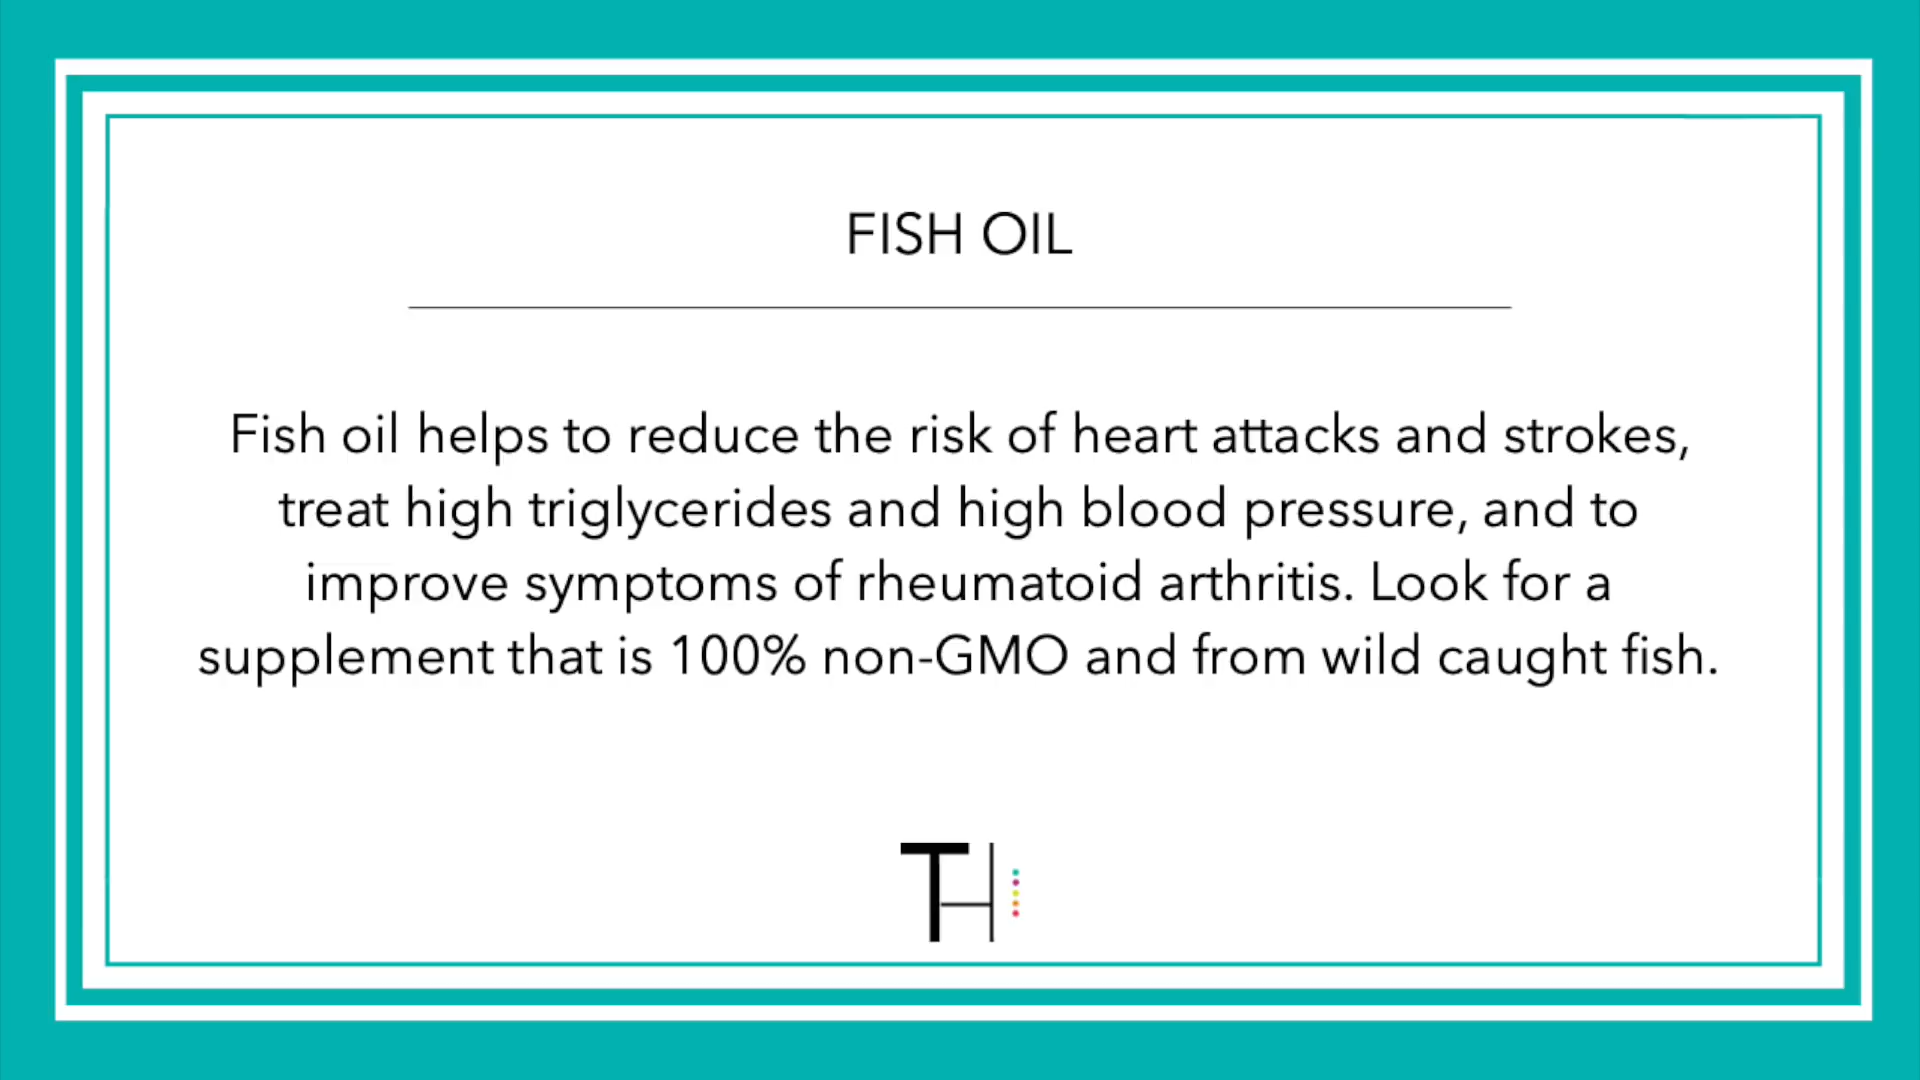 FISH OIL
Fish oil helps to reduce the risk of heart attacks and strokes,
treat high triglycerides and high blood pressure, and to
improve symptoms of rheumatoid arthritis. Look for a
supplement that is 100% non-GMO and from wild caught fish.
TH